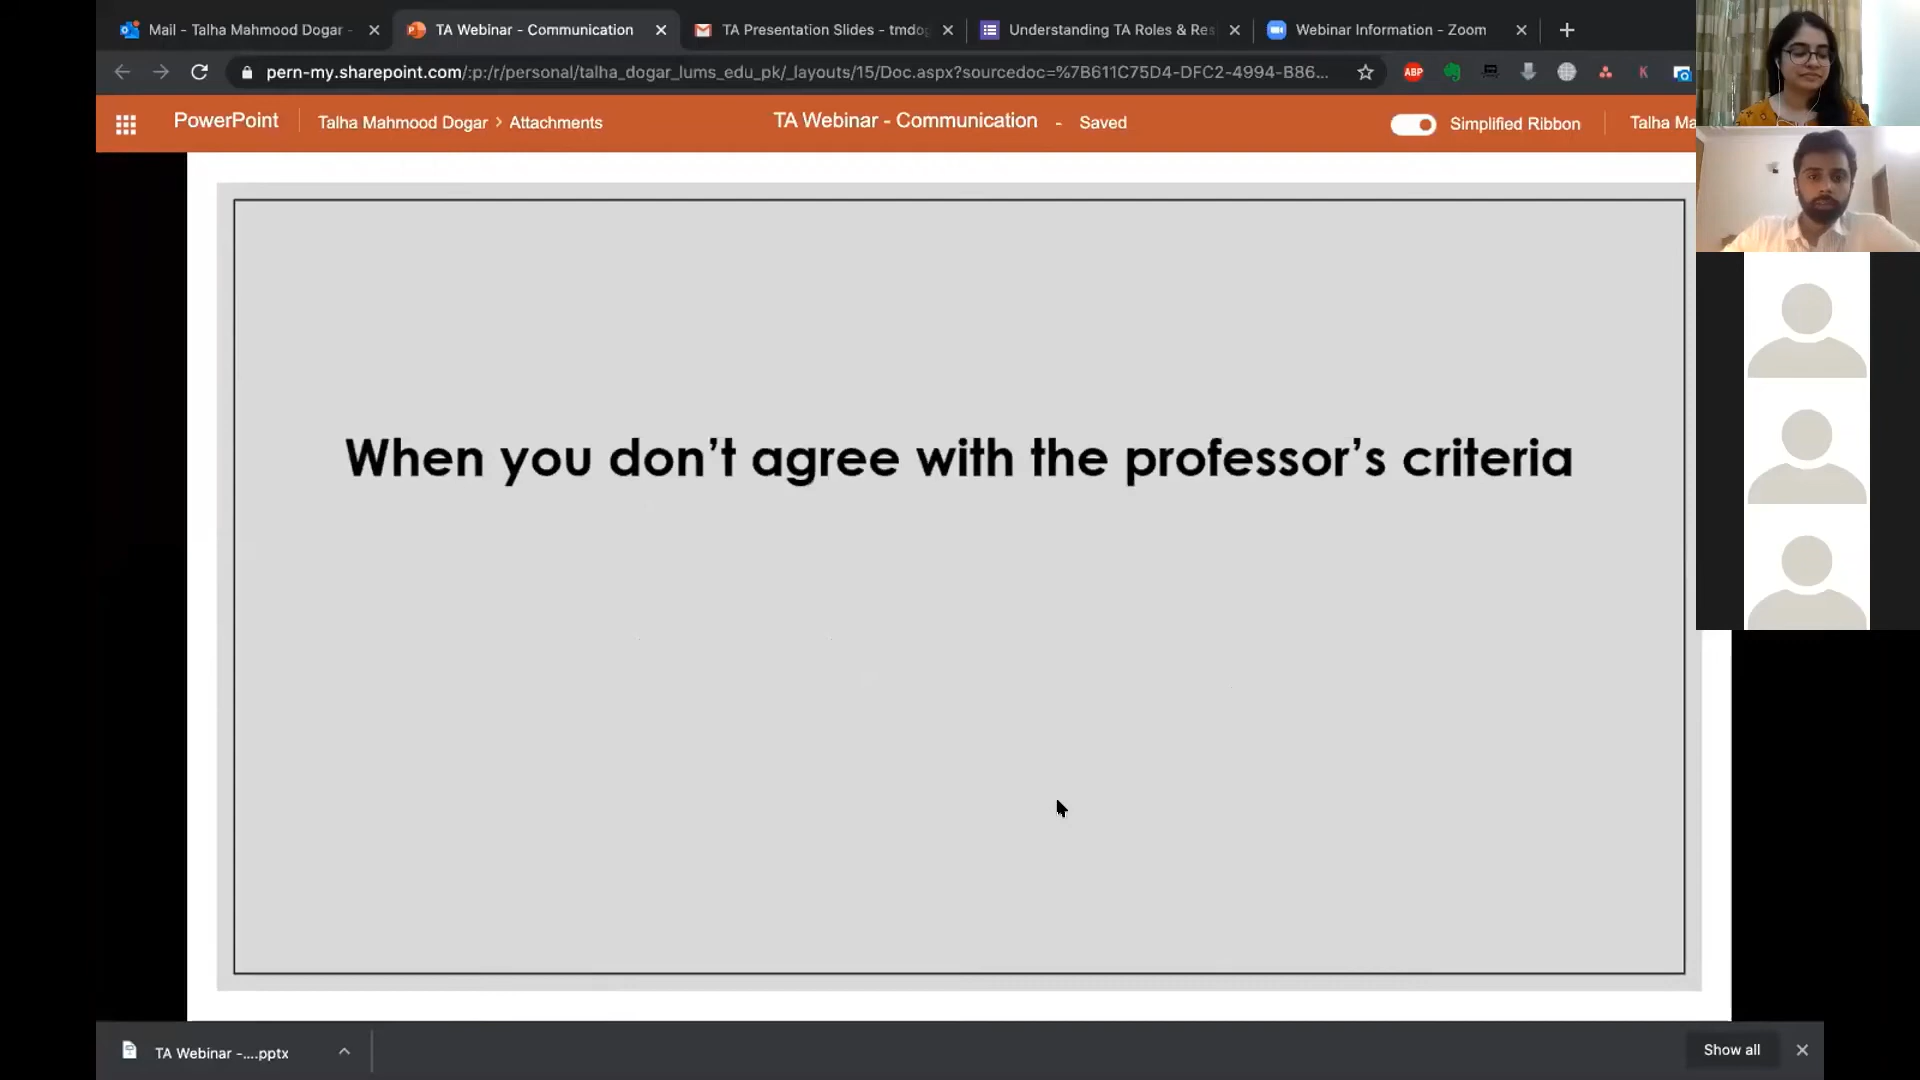 Mail - Talha Mahmood Dogar -
TA Webinar - Communication
TA Presentation Slides - tmdo
Understanding TA Roles & Res
Webinar Information - Zoom
pern-my.sharepoint.com/:p:/r/personal/talha_dogar_lums_edu_pk/_layouts/15/Doc.aspx?sourcedoc=%7B611C75D4-DFC2-4994-B86...
ABP
K
PowerPoint
Talha Mahmood Dogar > Attachments
TA Webinar - Communication - Saved
Simplified Ribbon
Talha Ma
When you don't agree with the professor's criteria
TA Webinar -....pptx
Show all